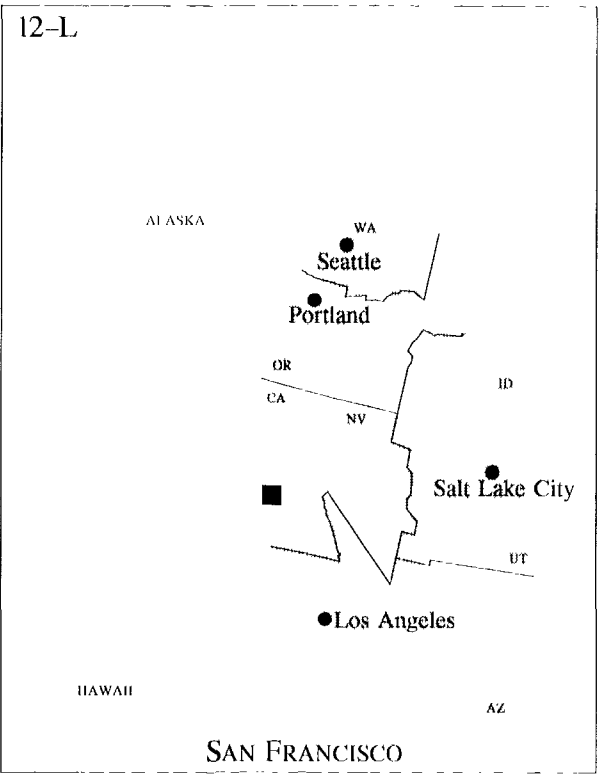 12–L
ALASKA
WA
Seattle
Portland
OR
CA
NV
ID
Salt Lake City
UT
Los Angeles
HAWAII
AZ
SAN FRANCISCO